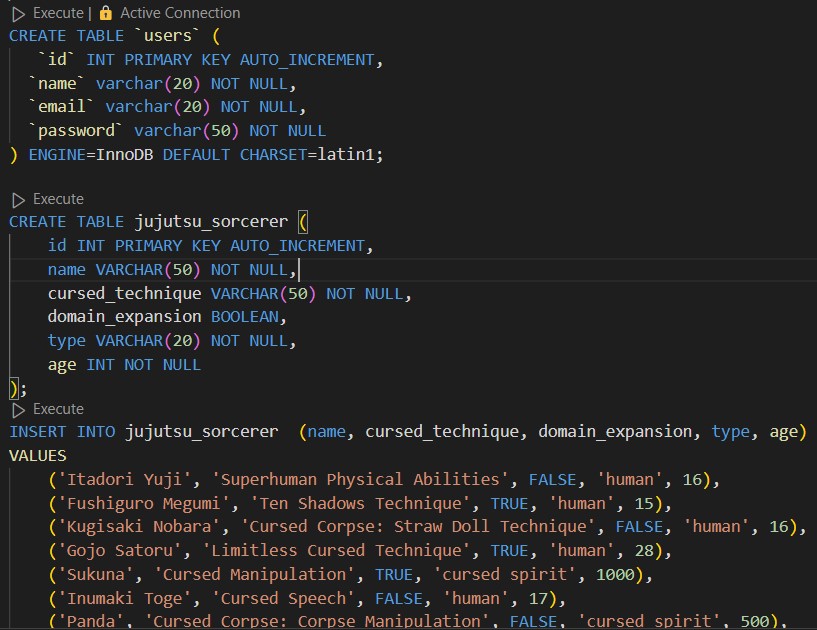 Execute | Active Connection
CREATE TABLE `users` (
`id` INT PRIMARY KEY AUTO_INCREMENT,
`name` varchar(20) NOT NULL,
`email` varchar(20) NOT NULL,
`password` varchar(50) NOT NULL
) ENGINE=InnoDB DEFAULT CHARSET=latin1;
Execute
CREATE TABLE jujutsu_sorcerer (
id INT PRIMARY KEY AUTO_INCREMENT,
name VARCHAR(50) NOT NULL,
cursed_technique VARCHAR(50) NOT NULL,
domain_expansion BOOLEAN,
type VARCHAR(20) NOT NULL,
age INT NOT NULL
);
Execute
INSERT INTO jujutsu_sorcerer (name, cursed_technique, domain_expansion, type, age)
VALUES
('Itadori Yuji', 'Superhuman Physical Abilities', FALSE, 'human', 16),
('Fushiguro Megumi', 'Ten Shadows Technique', TRUE, 'human', 15),
('Kugisaki Nobara', 'Cursed Corpse: Straw Doll Technique', FALSE, 'human', 16),
('Gojo Satoru', 'Limitless Cursed Technique', TRUE, 'human', 28),
('Sukuna', 'Cursed Manipulation', TRUE, 'cursed spirit', 1000),
('Inumaki Toge', 'Cursed Speech', FALSE, 'human', 17),
('Panda', 'Cursed Corpse: Corpse Manipulation', FALSE, 'cursed spirit', 500),